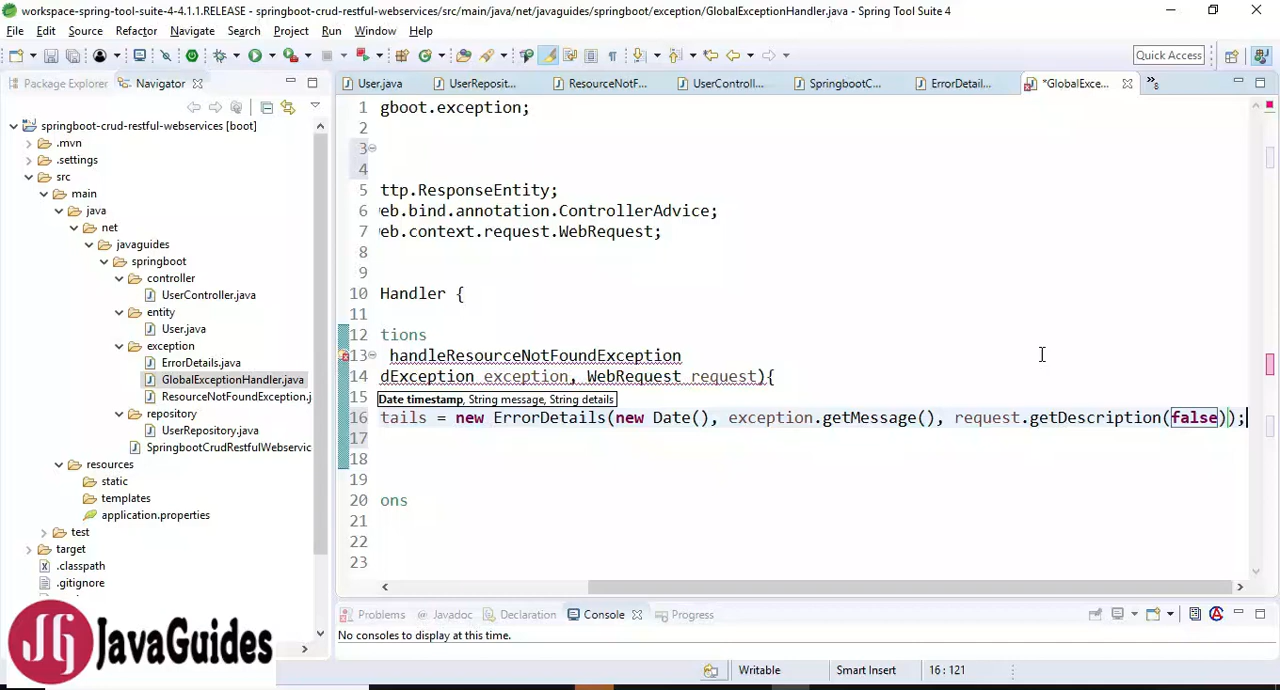 workspace-spring-tool-suite-4-4.1.1.RELEASE - springboot-crud-restful-webservices/src/main/java/net/javaguides/springboot/exception/GlobalExceptionHandler.java - Spring Tool Suite 4
File Edit Source Refactor Navigate Search Project Run Window Help
Quick Access
Package Explorer Navigator
User.java UserReposit... ResourceNotF... UserControll... SpringbootC... ErrorDetail... *GlobalExce...
springboot-crud-restful-webservices [boot]
.mvn
.settings
src
main
java
net
javaguides
springboot
controller
UserController.java
entity
User.java
exception
ErrorDetails.java
GlobalExceptionHandler.java
ResourceNotFoundException.j
repository
UserRepository.java
SpringbootCrudRestfulWebservic
resources
static
templates
application.properties
test
target
.classpath
.gitignore
1 gboot.exception;
2
3
4
5 ttp.ResponseEntity;
6 eb.bind.annotation.ControllerAdvice;
7 eb.context.request.WebRequest;
8
9
10 Handler {
11
12 tions
13 handleResourceNotFoundException
14 dException exception, WebRequest request){
15 Date timestamp, String message, String details
16 tails = new ErrorDetails(new Date(), exception.getMessage(), request.getDescription(false));
17
18
19
20 ons
21
22
23
Problems Javadoc Declaration Console Progress
No consoles to display at this time.
Writable Smart Insert 16 : 121
JG JavaGuides